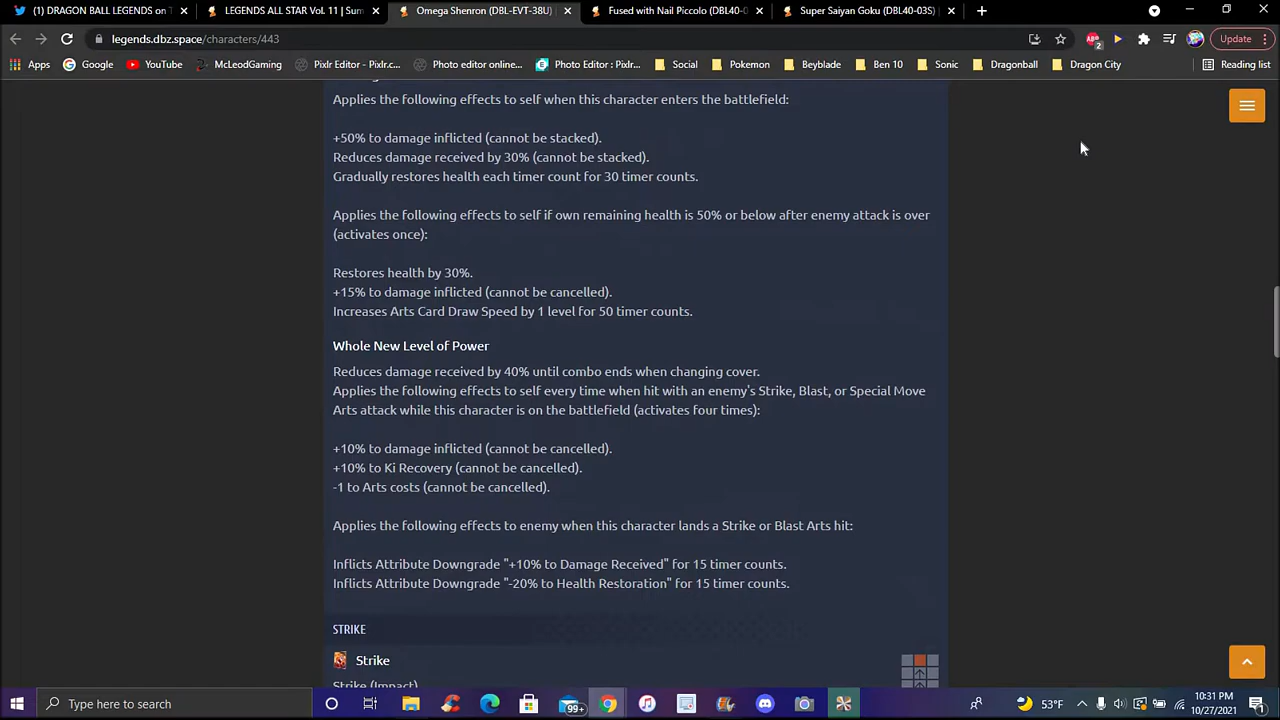 (1) DRAGON BALL LEGENDS on T
LEGENDS ALL STAR Vol. 11 | Sum
Omega Shenron (DBL-EVT-38U)
Fused with Nail Piccolo (DBL40-0
Super Saiyan Goku (DBL40-03S)
legends.dbz.space/characters/443
ABP
2
Update
Apps
Google
YouTube
McLeodGaming
Pixlr Editor - Pixlr.c...
Photo editor online...
Photo Editor : Pixlr...
Social
Pokemon
Beyblade
Ben 10
Sonic
Dragonball
Dragon City
Reading list
Applies the following effects to self when this character enters the battlefield:
+50% to damage inflicted (cannot be stacked).
Reduces damage received by 30% (cannot be stacked).
Gradually restores health each timer count for 30 timer counts.
Applies the following effects to self if own remaining health is 50% or below after enemy attack is over
(activates once):
Restores health by 30%.
+15% to damage inflicted (cannot be cancelled).
Increases Arts Card Draw Speed by 1 level for 50 timer counts.
Whole New Level of Power
Reduces damage received by 40% until combo ends when changing cover.
Applies the following effects to self every time when hit with an enemy's Strike, Blast, or Special Move
Arts attack while this character is on the battlefield (activates four times):
+10% to damage inflicted (cannot be cancelled).
+10% to Ki Recovery (cannot be cancelled).
-1 to Arts costs (cannot be cancelled).
Applies the following effects to enemy when this character lands a Strike or Blast Arts hit:
Inflicts Attribute Downgrade "+10% to Damage Received" for 15 timer counts.
Inflicts Attribute Downgrade "-20% to Health Restoration" for 15 timer counts.
STRIKE
Strike
Strike (Impact)
Type here to search
99+
53°F
10:31 PM
10/27/2021
1